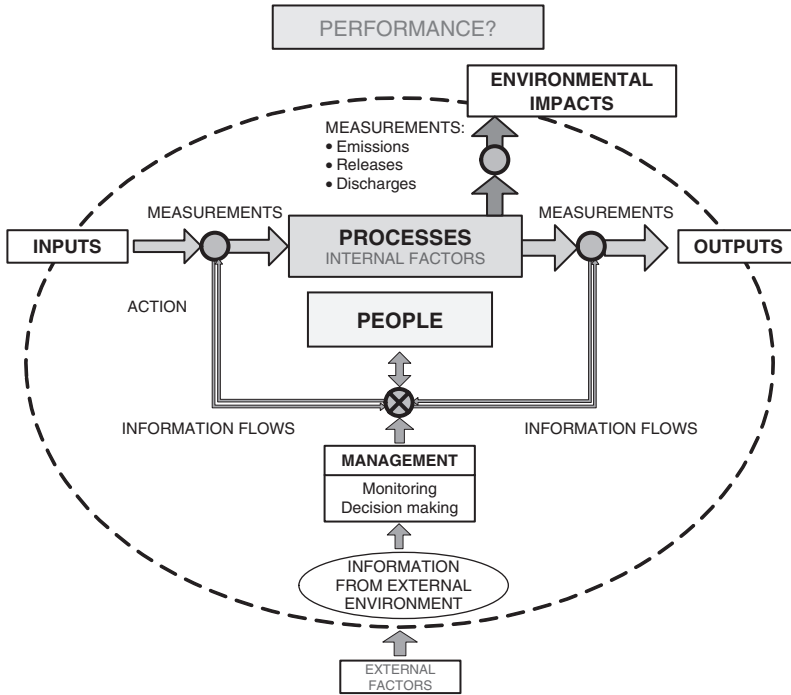 PERFORMANCE?
ENVIRONMENTAL
IMPACTS
MEASUREMENTS:
• Emissions
• Releases
• Discharges
MEASUREMENTS
MEASUREMENTS
INPUTS
PROCESSES
INTERNAL FACTORS
OUTPUTS
ACTION
PEOPLE
INFORMATION FLOWS
INFORMATION FLOWS
MANAGEMENT
Monitoring
Decision making
INFORMATION
FROM EXTERNAL
ENVIRONMENT
EXTERNAL
FACTORS